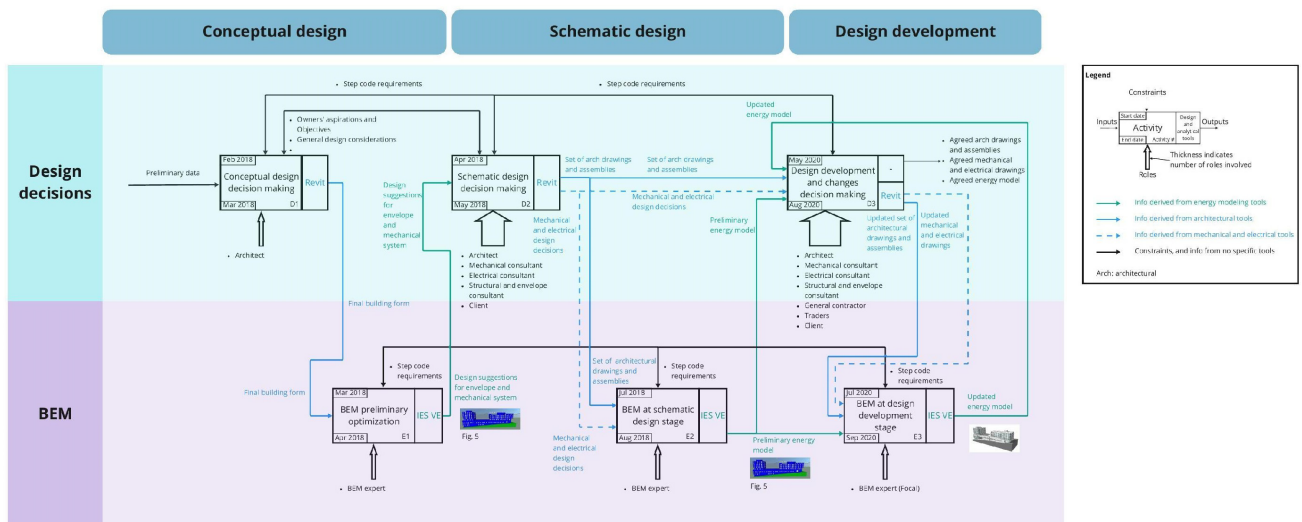 Conceptual design
Schematic design
Design development
Design
decisions
BEM
Step code requirements
Step code requirements
Owners' aspirations and
Objectives
General design considerations
Preliminary data
Feb 2018
Conceptual design
decision making
Mar 2018
D1
Revit
Architect
Final building form
Final building form
Design
suggestions
for
envelope
and
mechanical
system
Apr 2018
Schematic design
decision making
May 2018
D2
Revit
Architect
Mechanical consultant
Electrical consultant
Structural and envelope
consultant
Client
Set of arch drawings
and assemblies
Set of arch drawings
and assemblies
Mechanical and electrical
design decisions
Mechanical
and electrical
design
decisions
Preliminary
energy model
Updated
energy model
May 2020
Design development
and changes
decision making
Aug 2020
D3
-
Revit
Agreed arch drawings
and assemblies
Agreed mechanical
and electrical drawings
Agreed energy model
Updated set of
architectural
drawings and
assemblies
Updated
mechanical
and electrical
drawings
Architect
Mechanical consultant
Electrical consultant
Structural and envelope
consultant
General contractor
Traders
Client
Step code
requirements
Mar 2018
BEM preliminary
optimization
Apr 2018
E1
IES VE
BEM expert
Design suggestions
for envelope and
mechanical system
Fig. 5
Set of architectural
drawings and
assemblies
Mechanical
and electrical
design
decisions
Step code
requirements
Jul 2018
BEM at schematic
design stage
Aug 2018
E2
IES VE
BEM expert
Preliminary energy
model
Fig. 5
Step code
requirements
Jul 2020
BEM at design
development
stage
Sep 2020
E3
IES VE
BEM expert (Focal)
Updated
energy model
Legend
Constraints
Inputs
Start date
Activity
End date
Activity #
Design
and
analytical
tools
Outputs
Thickness indicates
number of roles involved
Roles
Info derived from energy modeling tools
Info derived from architectural tools
Info derived from mechanical and electrical tools
Constraints, and info from no specific tools
Arch: architectural